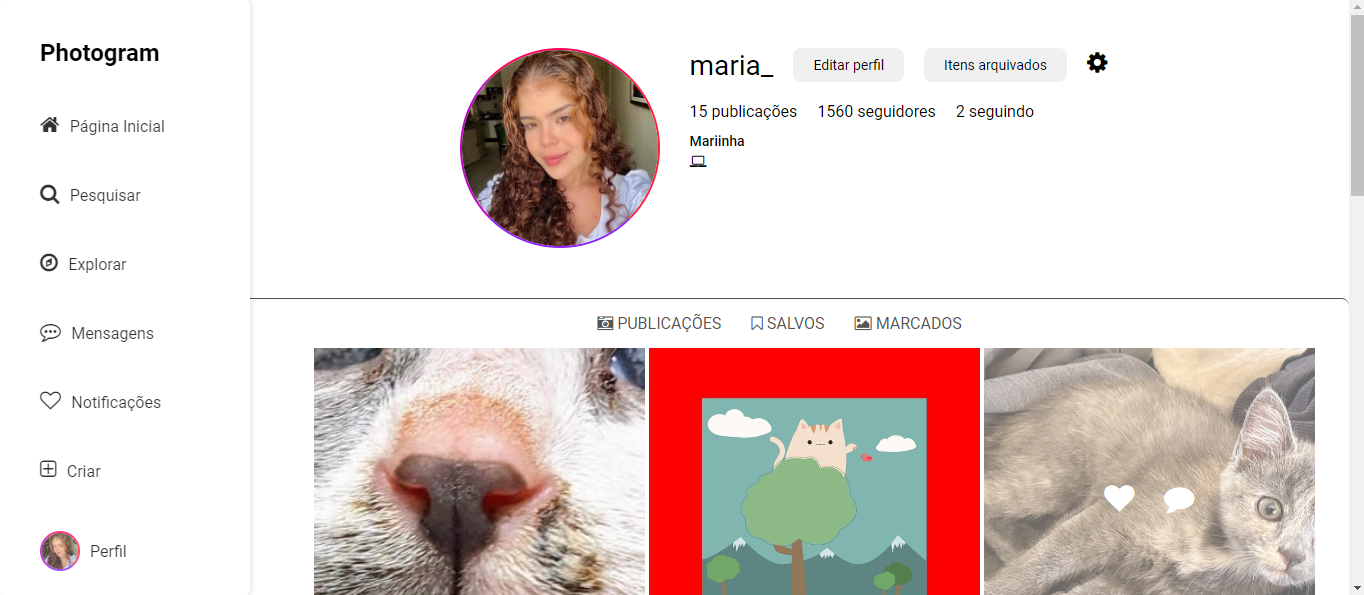 Photogram
Página Inicial
Pesquisar
Explorar
Mensagens
Notificações
Criar
Perfil
maria_ Editar perfil Itens arquivados
15 publicações 1560 seguidores 2 seguindo
Mariinha
PUBLICAÇÕES SALVOS MARCADOS